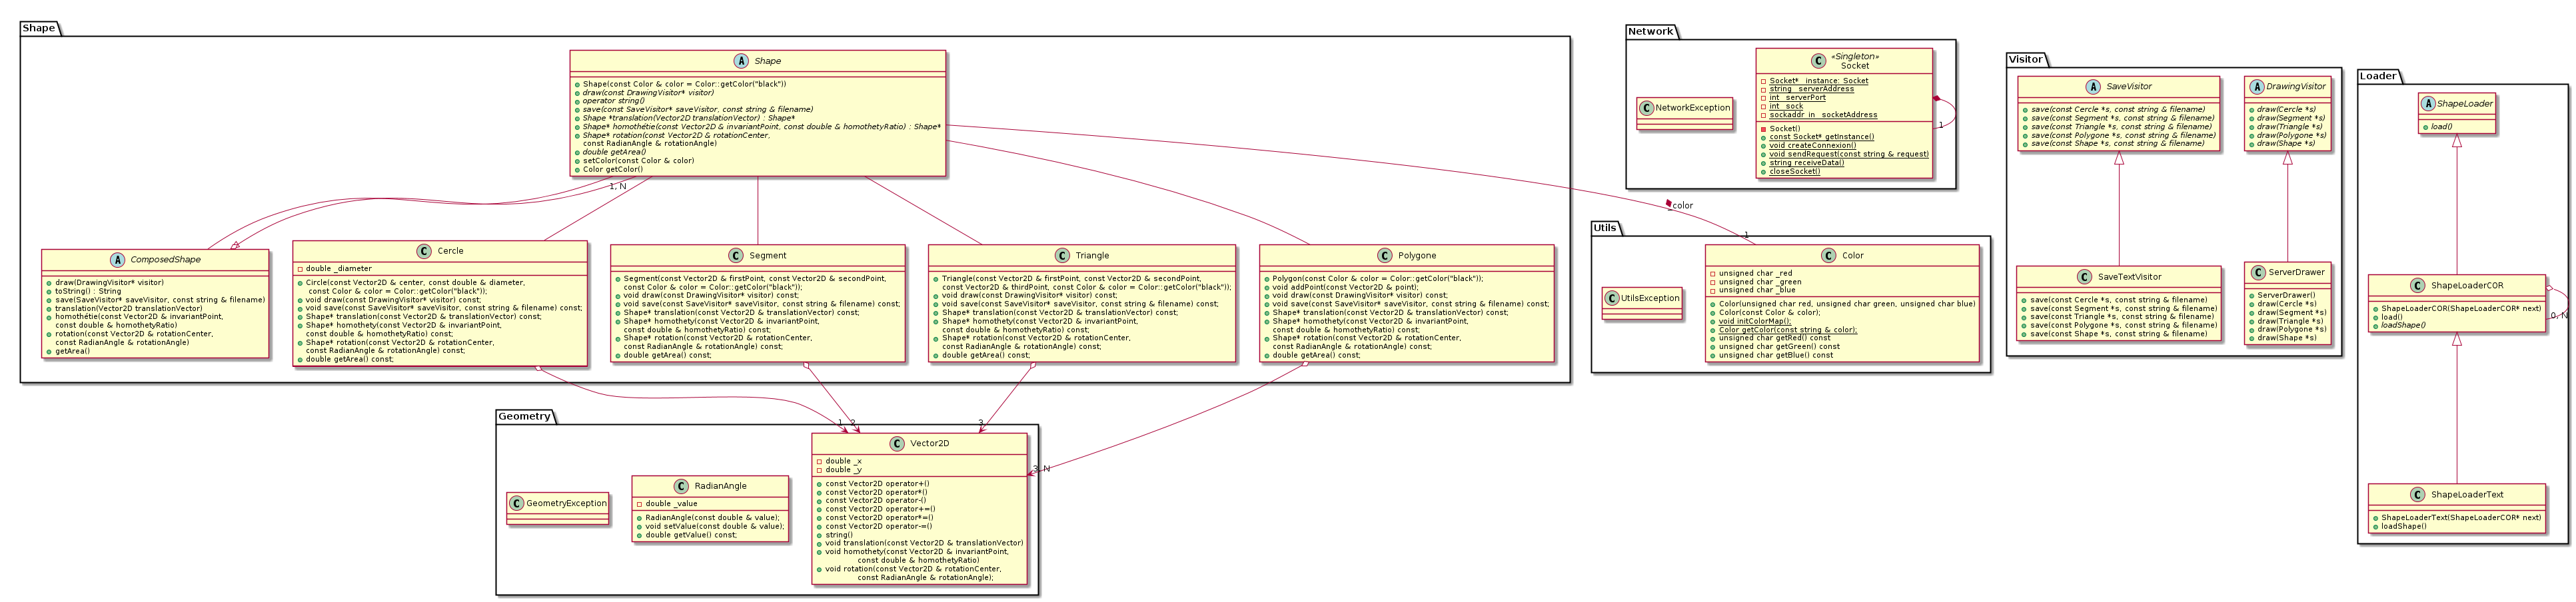 Shape
Shape
Shape(const Color & color = Color::getColor("black"))
draw(const DrawingVisitor* visitor)
operator string()
save(const SaveVisitor* saveVisitor, const string & filename)
Shape *translation(Vector2D translationVector) : Shape*
Shape* homothétie(const Vector2D & invariantPoint, const double & homothetyRatio) : Shape*
Shape* rotation(const Vector2D & rotationCenter,
const RadianAngle & rotationAngle)
double getArea()
setColor(const Color & color)
Color getColor()
1, N
ComposedShape
draw(DrawingVisitor* visitor)
toString() : String
save(SaveVisitor* saveVisitor, const string & filename)
translation(Vector2D translationVector)
homothétie(const Vector2D & invariantPoint,
const double & homothetyRatio)
rotation(const Vector2D & rotationCenter,
const RadianAngle & rotationAngle)
getArea()
Cercle
double _diameter
Circle(const Vector2D & center, const double & diameter,
const Color & color = Color::getColor("black"));
void draw(const DrawingVisitor* visitor) const;
void save(const SaveVisitor* saveVisitor, const string & filename) const;
Shape* translation(const Vector2D & translationVector) const;
Shape* homothety(const Vector2D & invariantPoint,
const double & homothetyRatio) const;
Shape* rotation(const Vector2D & rotationCenter,
const RadianAngle & rotationAngle) const;
double getArea() const;
Segment
Segment(const Vector2D & firstPoint, const Vector2D & secondPoint,
const Color & color = Color::getColor("black"));
void draw(const DrawingVisitor* visitor) const;
void save(const SaveVisitor* saveVisitor, const string & filename) const;
Shape* translation(const Vector2D & translationVector) const;
Shape* homothety(const Vector2D & invariantPoint,
const double & homothetyRatio) const;
Shape* rotation(const Vector2D & rotationCenter,
const RadianAngle & rotationAngle) const;
double getArea() const;
Triangle
Triangle(const Vector2D & firstPoint, const Vector2D & secondPoint,
const Vector2D & thirdPoint, const Color & color = Color::getColor("black"));
void draw(const DrawingVisitor* visitor) const;
void save(const SaveVisitor* saveVisitor, const string & filename) const;
Shape* translation(const Vector2D & translationVector) const;
Shape* homothety(const Vector2D & invariantPoint,
const double & homothetyRatio) const;
Shape* rotation(const Vector2D & rotationCenter,
const RadianAngle & rotationAngle) const;
double getArea() const;
Polygone
Polygon(const Color & color = Color::getColor("black"));
void addPoint(const Vector2D & point);
void draw(const DrawingVisitor* visitor) const;
void save(const SaveVisitor* saveVisitor, const string & filename) const;
Shape* translation(const Vector2D & translationVector) const;
Shape* homothety(const Vector2D & invariantPoint,
const double & homothetyRatio) const;
Shape* rotation(const Vector2D & rotationCenter,
const RadianAngle & rotationAngle) const;
double getArea() const;
Geometry
1
2
3
3, N
GeometryException
RadianAngle
double _value
RadianAngle(const double & value);
void setValue(const double & value);
double getValue() const;
Vector2D
double _x
double _y
const Vector2D operator+()
const Vector2D operator*()
const Vector2D operator-()
const Vector2D operator+=()
const Vector2D operator*=()
const Vector2D operator-=()
string()
void translation(const Vector2D & translationVector)
void homothety(const Vector2D & invariantPoint,
const double & homothetyRatio)
void rotation(const Vector2D & rotationCenter,
const RadianAngle & rotationAngle);
Network
NetworkException
«Singleton»
Socket
Socket* _instance: Socket
string _serverAddress
int _serverPort
int _sock
sockaddr_in _socketAddress
Socket()
const Socket* getInstance()
void createConnexion()
void sendRequest(const string & request)
string receiveData()
closeSocket()
1
_color
1
Utils
UtilsException
Color
unsigned char _red
unsigned char _green
unsigned char _blue
Color(unsigned char red, unsigned char green, unsigned char blue)
Color(const Color & color);
void initColorMap();
Color getColor(const string & color);
unsigned char getRed() const
unsigned char getGreen() const
unsigned char getBlue() const
Visitor
SaveVisitor
save(const Cercle *s, const string & filename)
save(const Segment *s, const string & filename)
save(const Triangle *s, const string & filename)
save(const Polygone *s, const string & filename)
save(const Shape *s, const string & filename)
DrawingVisitor
draw(Cercle *s)
draw(Segment *s)
draw(Triangle *s)
draw(Polygone *s)
draw(Shape *s)
SaveTextVisitor
save(const Cercle *s, const string & filename)
save(const Segment *s, const string & filename)
save(const Triangle *s, const string & filename)
save(const Polygone *s, const string & filename)
save(const Shape *s, const string & filename)
ServerDrawer
ServerDrawer()
draw(Cercle *s)
draw(Segment *s)
draw(Triangle *s)
draw(Polygone *s)
draw(Shape *s)
Loader
ShapeLoader
load()
ShapeLoaderCOR
ShapeLoaderCOR(ShapeLoaderCOR* next)
load()
loadShape()
0, N
ShapeLoaderText
ShapeLoaderText(ShapeLoaderCOR* next)
loadShape()